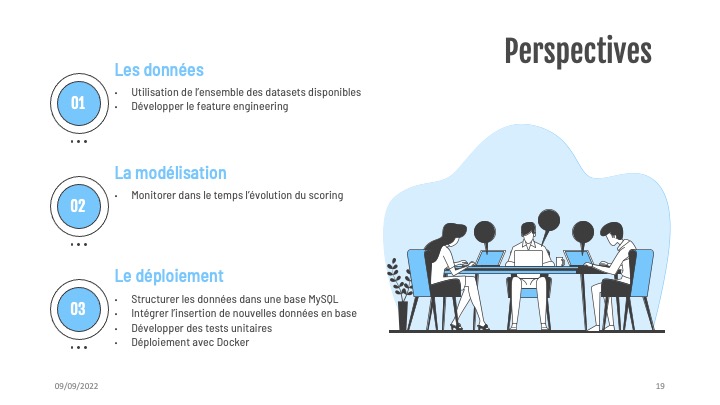 Perspectives
01
Les données
• Utilisation de l'ensemble des datasets disponibles
• Développer le feature engineering
02
La modélisation
• Monitorer dans le temps l'évolution du scoring
03
Le déploiement
• Structurer les données dans une base MySQL
• Intégrer l'insertion de nouvelles données en base
• Développer des tests unitaires
• Déploiement avec Docker
09/09/2022
19